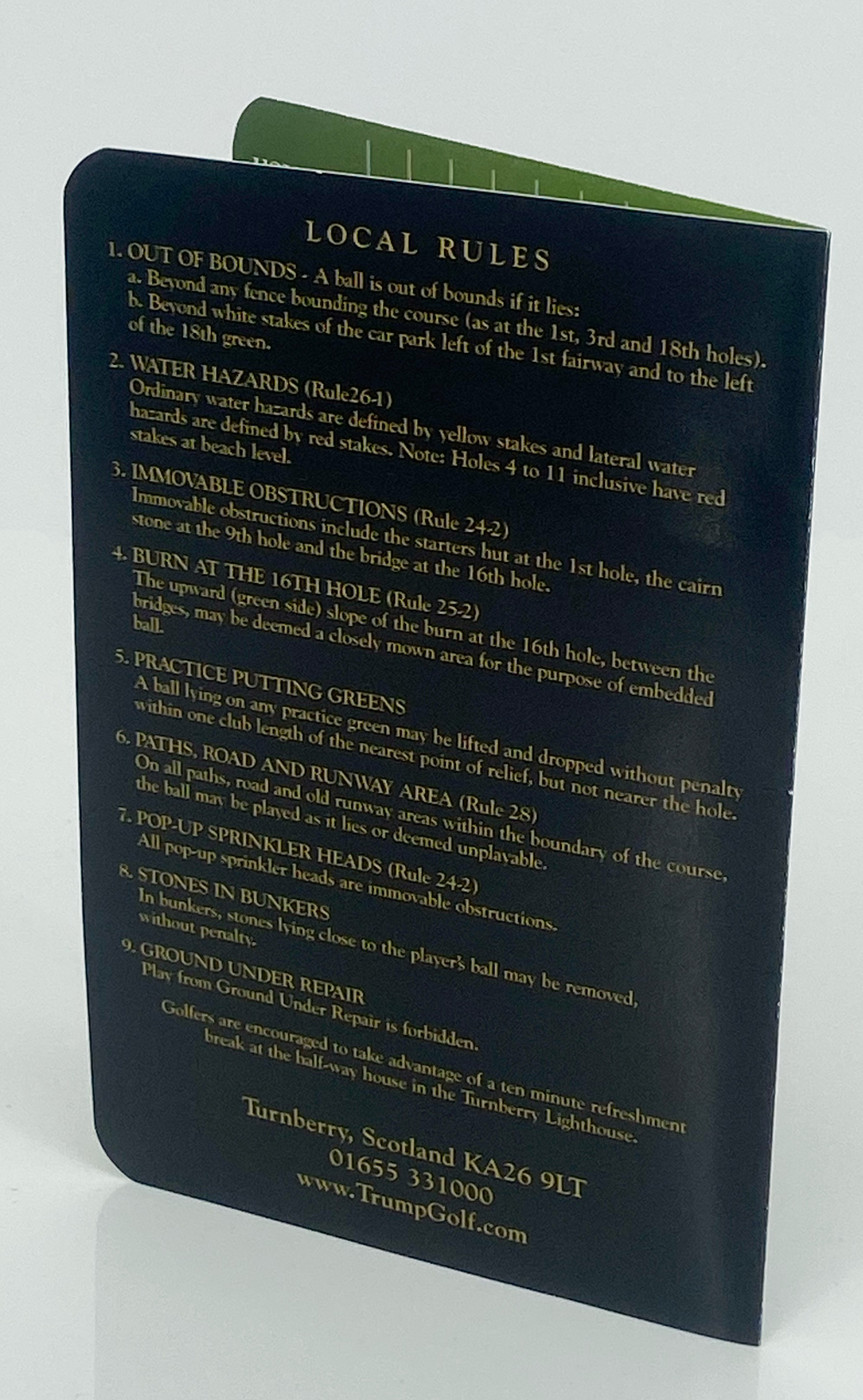 LOCAL RULES
1. OUT OF BOUNDS - A ball is out of bounds if it lies:
a. Beyond any fence bounding the course (as at the 1st, 3rd and 18th holes).
b. Beyond white stakes of the car park left of the 1st fairway and to the left
of the 18th green.
2. WATER HAZARDS (Rule26-1)
Ordinary water hazards are defined by yellow stakes and lateral water
hazards are defined by red stakes. Note: Holes 4 to 11 inclusive have red
stakes at beach level.
3. IMMOVABLE OBSTRUCTIONS (Rule 24-2)
Immovable obstructions include the starters hut at the 1st hole, the cairn
stone at the 9th hole and the bridge at the 16th hole.
4. BURN AT THE 16TH HOLE (Rule 25-2)
The upward (green side) slope of the burn at the 16th hole, between the
bridges, may be deemed a closely mown area for the purpose of embedded
ball.
5. PRACTICE PUTTING GREENS
A ball lying on any practice green may be lifted and dropped without penalty
within one club length of the nearest point of relief, but not nearer the hole.
6. PATHS, ROAD AND RUNWAY AREA (Rule 28)
On all paths, road and old runway areas within the boundary of the course,
the ball may be played as it lies or deemed unplayable.
7. POP-UP SPRINKLER HEADS (Rule 24-2)
All pop-up sprinkler heads are immovable obstructions.
8. STONES IN BUNKERS
In bunkers, stones lying close to the player's ball may be removed,
without penalty.
9. GROUND UNDER REPAIR
Play from Ground Under Repair is forbidden.
Golfers are encouraged to take advantage of a ten minute refreshment
break at the half-way house in the Turnberry Lighthouse.
Turnberry, Scotland KA26 9LT
01655 331000
www.TrumpGolf.com